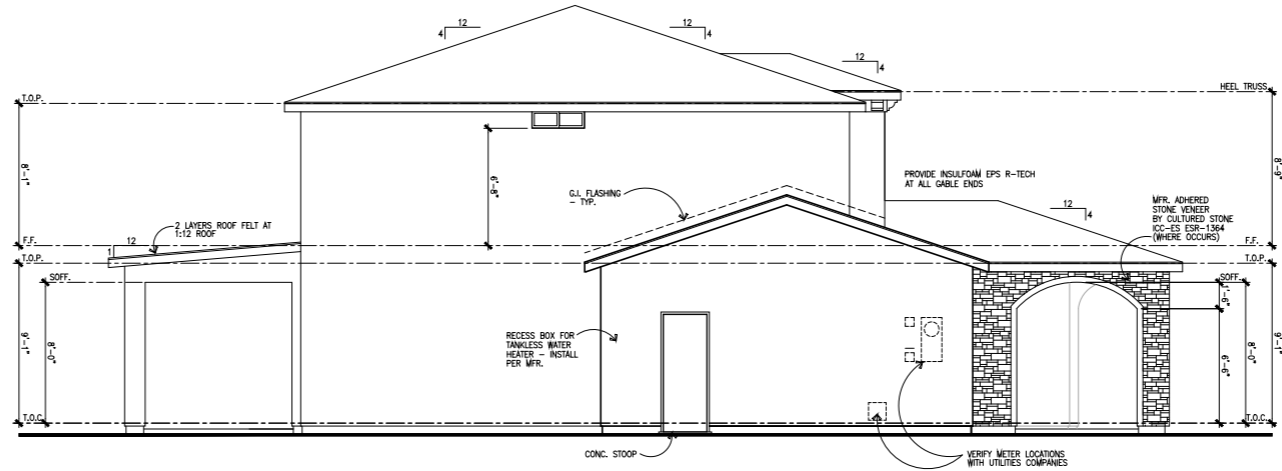 12
4
12
4
12
4
T.O.P.
HEEL TRUSS
8'-1"
6'-8"
8'-9"
PROVIDE INSULFOAM EPS R-TECH
AT ALL GABLE ENDS
G.I. FLASHING
- TYP.
12
4
MFR. ADHERED
STONE VENEER
BY CULTURED STONE
ICC-ES ESR-1364
(WHERE OCCURS)
2 LAYERS ROOF FELT AT
1:12 ROOF
12
1
F.F.
F.F.
T.O.P.
T.O.P.
SOFF.
SOFF.
1'-6"
9'-1"
8'-0"
RECESS BOX FOR
TANKLESS WATER
HEATER - INSTALL
PER MFR.
6'-6"
8'-0"
9'-1"
T.O.C.
T.O.C.
CONC. STOOP
VERIFY METER LOCATIONS
WITH UTILITIES COMPANIES